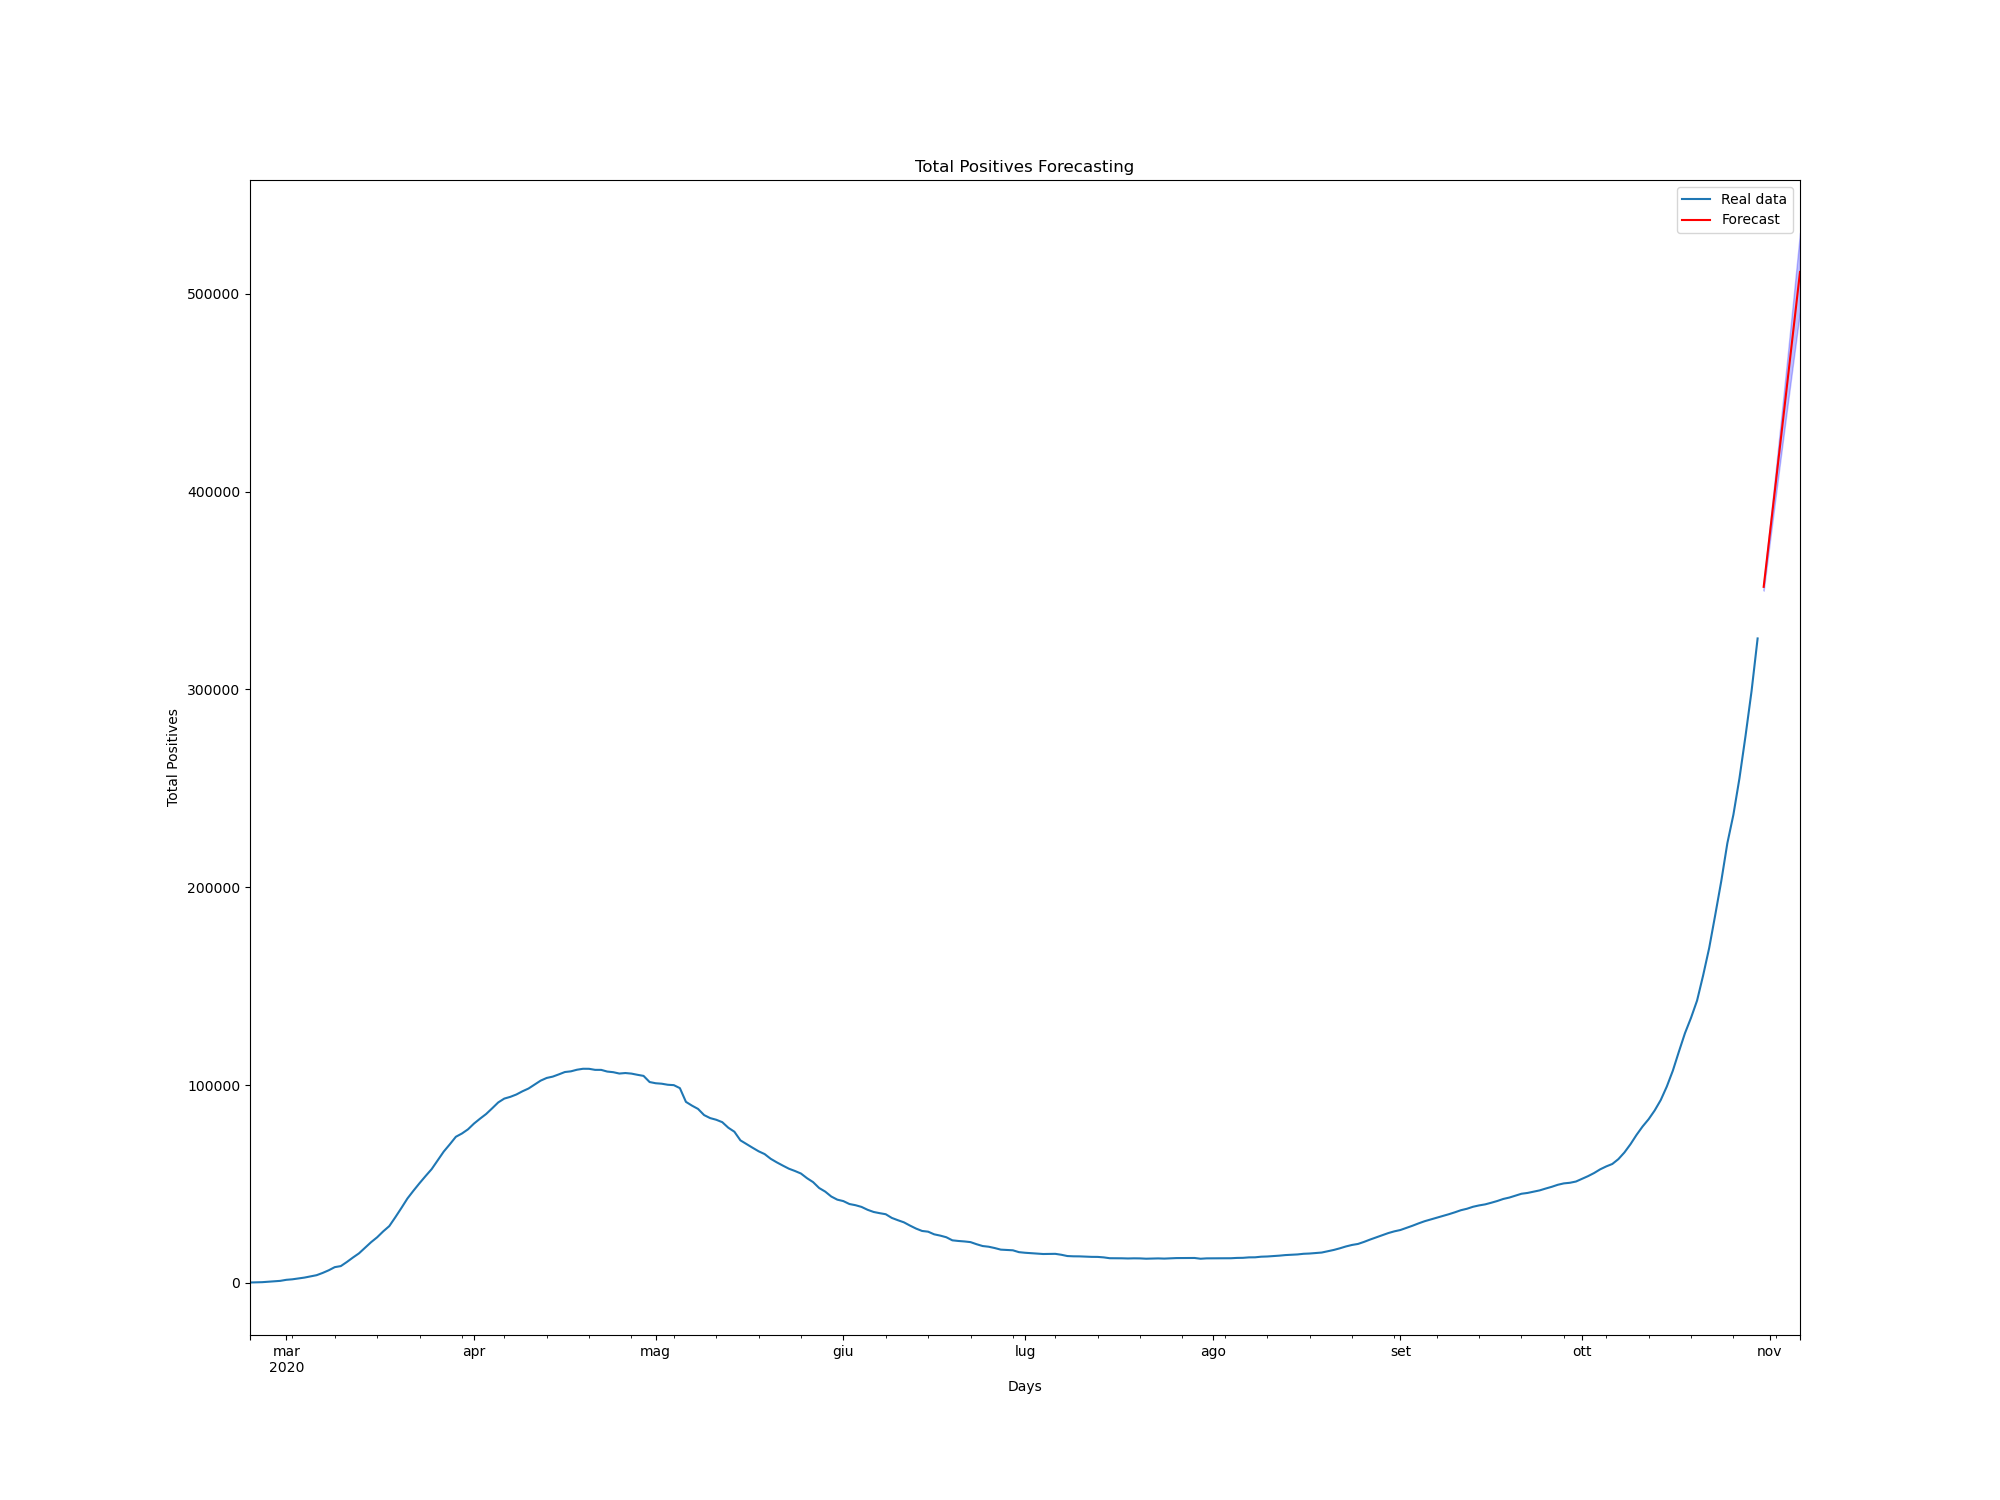 Total Positives Forecasting
Real data
Forecast
500000
400000
300000
200000
100000
0
Total Positives
mar apr mag giu lug ago set ott nov
2020
Days